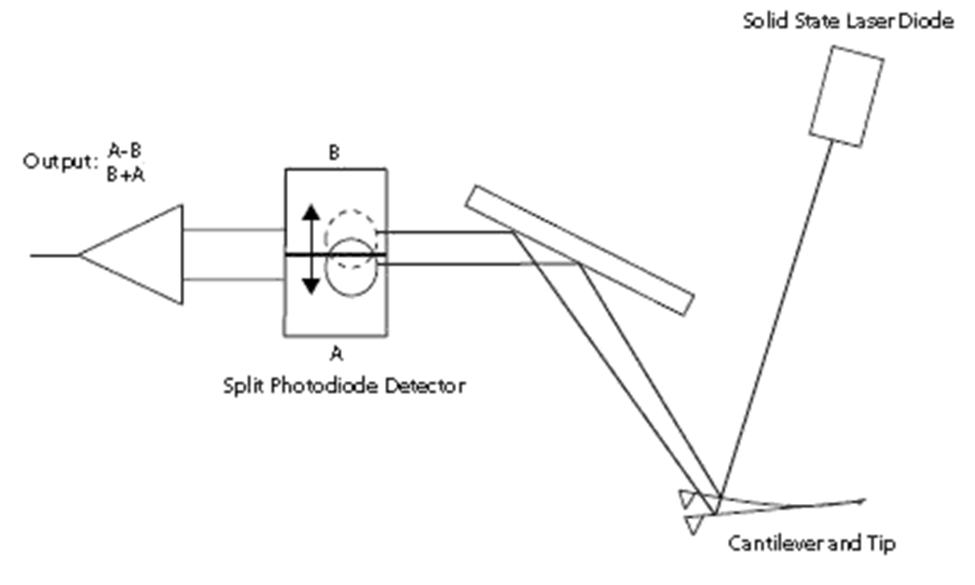 Solid State Laser Diode
Output: A-B
B+A
B
A
Split Photodiode Detector
Cantilever and Tip